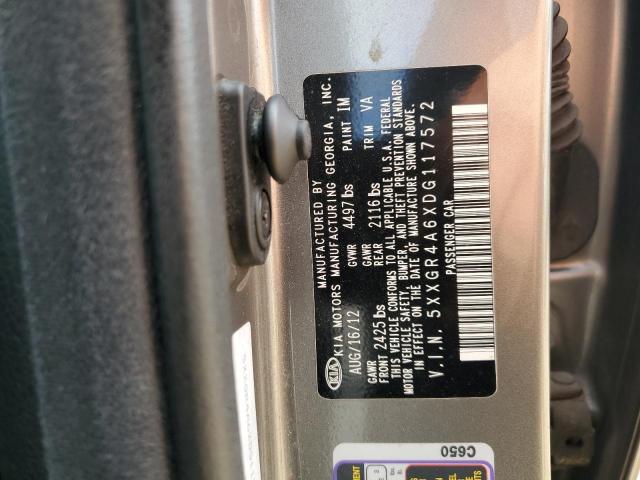 KIA
MANUFACTURED BY
KIA MOTORS MANUFACTURING GEORGIA, INC.
AUG/16/12 GVWR 4497 lbs PAINT IM
GAWR FRONT 2425 lbs GAWR REAR 2116 lbs TRIM VA
THIS VEHICLE CONFORMS TO ALL APPLICABLE U.S.A. FEDERAL
MOTOR VEHICLE SAFETY, BUMPER, AND THEFT PREVENTION STANDARDS
IN EFFECT ON THE DATE OF MANUFACTURE SHOWN ABOVE.
V.I.N. 5XXGR4A6XDG117572
PASSENGER CAR
C650